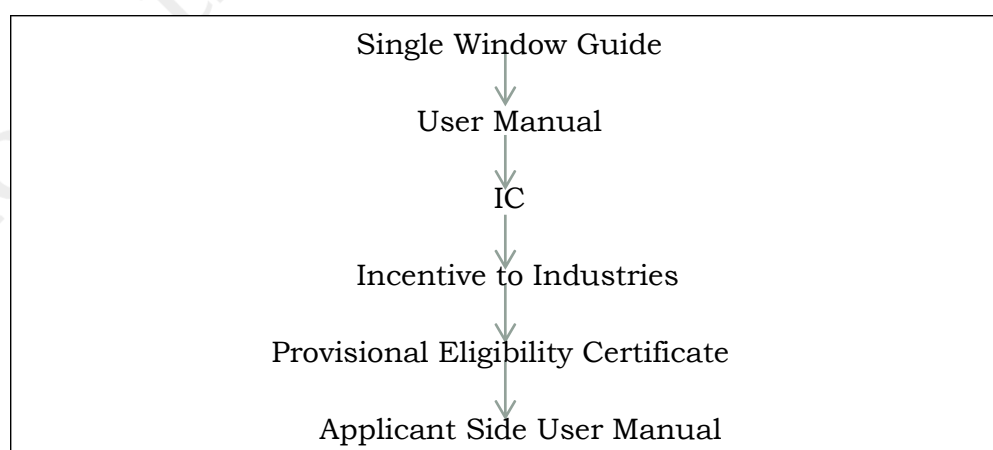 Single Window Guide
User Manual
IC
Incentive to Industries
Provisional Eligibility Certificate
Applicant Side User Manual